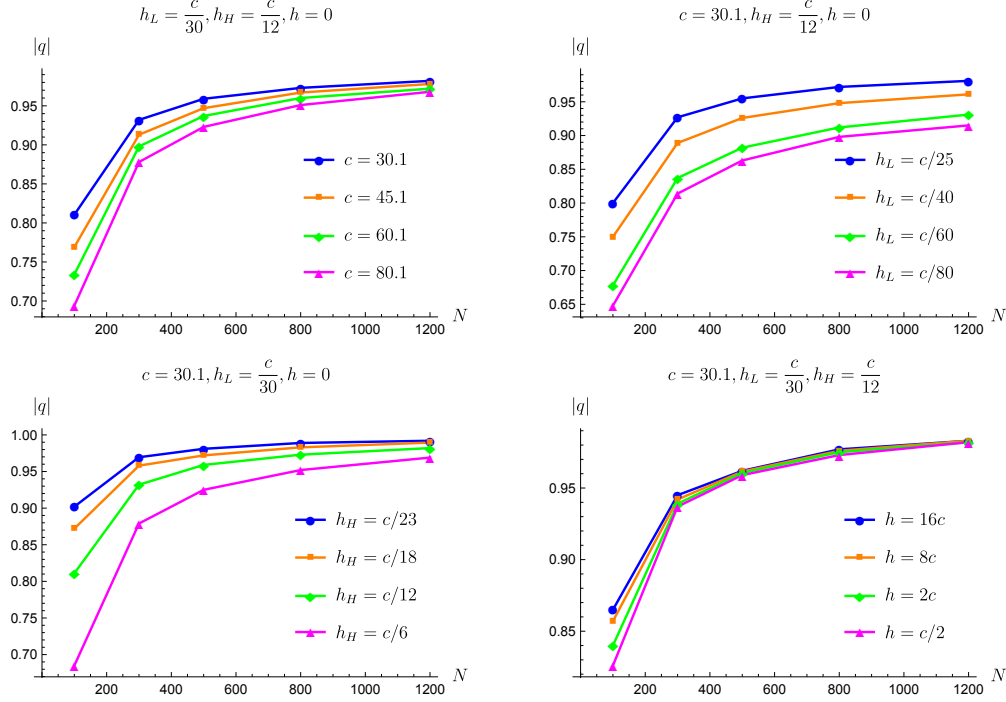 h_L = c/30, h_H = c/12, h = 0
|q|
0.95
0.90
0.85
0.80
0.75
0.70
c = 30.1
c = 45.1
c = 60.1
c = 80.1
200 400 600 800 1000 1200 N
c = 30.1, h_H = c/12, h = 0
|q|
0.95
0.90
0.85
0.80
0.75
0.70
0.65
h_L = c/25
h_L = c/40
h_L = c/60
h_L = c/80
200 400 600 800 1000 1200 N
c = 30.1, h_L = c/30, h = 0
|q|
1.00
0.95
0.90
0.85
0.80
0.75
0.70
h_H = c/23
h_H = c/18
h_H = c/12
h_H = c/6
200 400 600 800 1000 1200 N
c = 30.1, h_L = c/30, h_H = c/12
|q|
0.95
0.90
0.85
h = 16c
h = 8c
h = 2c
h = c/2
200 400 600 800 1000 1200 N